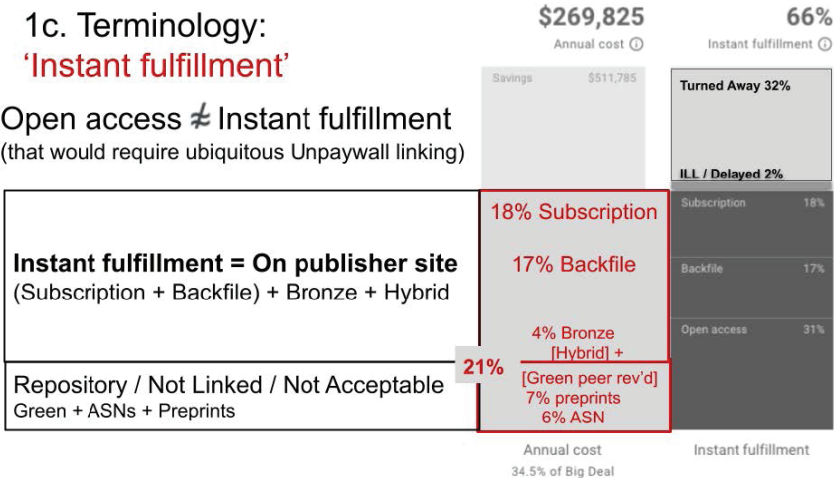 1c. Terminology:
‘Instant fulfillment’
Open access ≉ Instant fulfillment
(that would require ubiquitous Unpaywall linking)
Instant fulfillment = On publisher site
(Subscription + Backfile) + Bronze + Hybrid
Repository / Not Linked / Not Acceptable
Green + ASNs + Preprints
$269,825
Annual cost
Savings $511,785
18% Subscription
17% Backfile
4% Bronze
[Hybrid] +
21%
[Green peer rev'd]
7% preprints
6% ASN
Annual cost
34.5% of Big Deal
66%
Instant fulfillment
Turned Away 32%
ILL / Delayed 2%
Subscription 18%
Backfile 17%
Open access 31%
Instant fulfillment